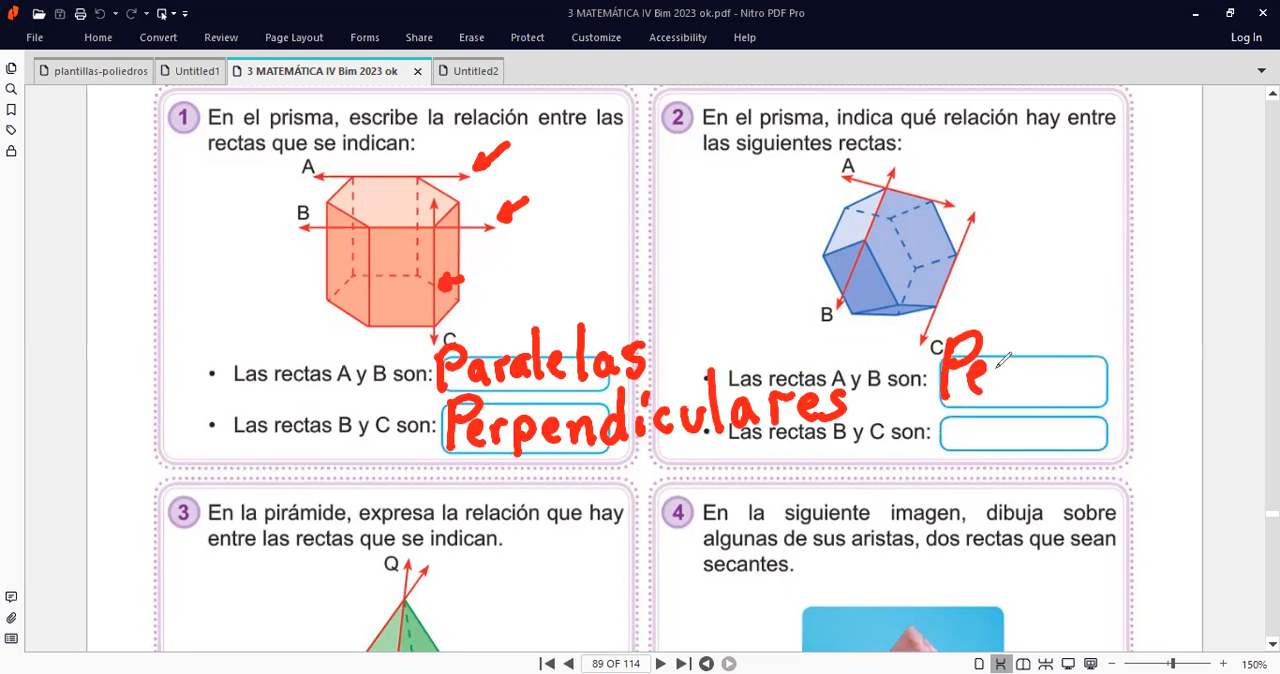 3 MATEMÁTICA IV Bim 2023 ok.pdf - Nitro PDF Pro
File Home Convert Review Page Layout Forms Share Erase Protect Customize Accessibility Help Log In
plantillas-poliedros Untitled1 3 MATEMÁTICA IV Bim 2023 ok Untitled2
1 En el prisma, escribe la relación entre las
rectas que se indican:
A
B
C
Las rectas A y B son: Paralelas
Las rectas B y C son: Perpendiculares
2 En el prisma, indica qué relación hay entre
las siguientes rectas:
A
B
C
• Las rectas A y B son: Pe
• Las rectas B y C son:
3 En la pirámide, expresa la relación que hay
entre las rectas que se indican.
Q
4 En la siguiente imagen, dibuja sobre
algunas de sus aristas, dos rectas que sean
secantes.
89 OF 114
150%